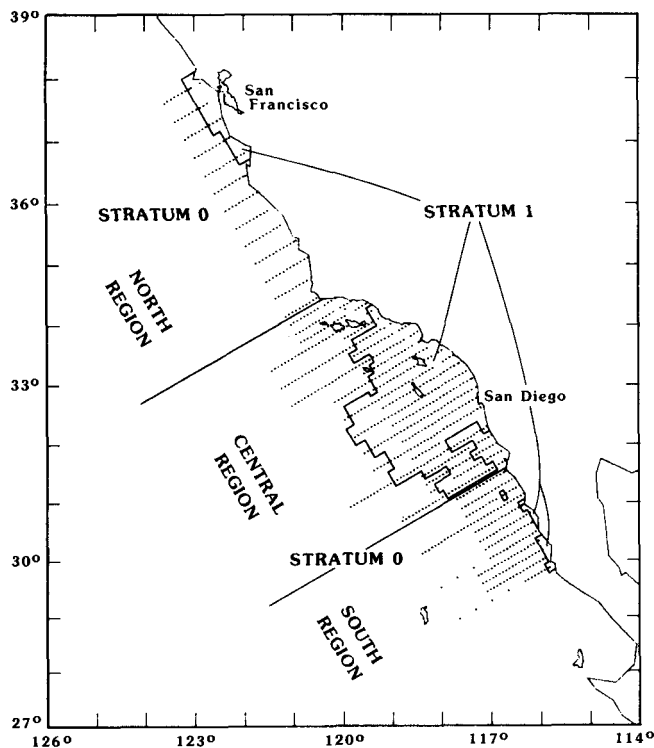 39°
San
Francisco
36°
STRATUM 0
STRATUM 1
NORTH
REGION
33°
San Diego
CENTRAL
REGION
30°
STRATUM 0
SOUTH
REGION
27°
126°
123°
120°
117°
114°